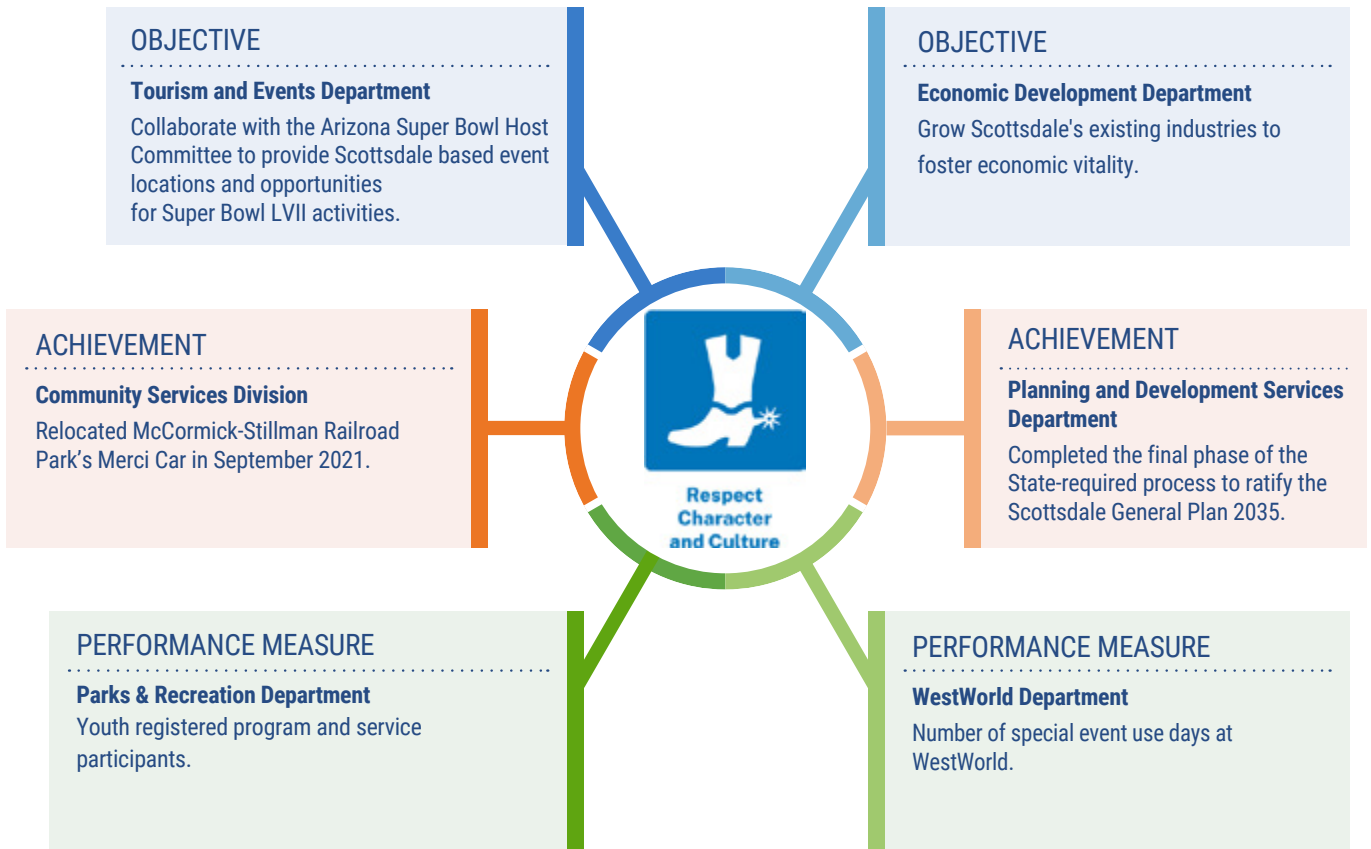 OBJECTIVE
Tourism and Events Department
Collaborate with the Arizona Super Bowl Host
Committee to provide Scottsdale based event
locations and opportunities
for Super Bowl LVII activities.
OBJECTIVE
Economic Development Department
Grow Scottsdale's existing industries to
foster economic vitality.
ACHIEVEMENT
Community Services Division
Relocated McCormick-Stillman Railroad
Park’s Merci Car in September 2021.
Respect
Character
and Culture
ACHIEVEMENT
Planning and Development Services
Department
Completed the final phase of the
State-required process to ratify the
Scottsdale General Plan 2035.
PERFORMANCE MEASURE
Parks & Recreation Department
Youth registered program and service
participants.
PERFORMANCE MEASURE
WestWorld Department
Number of special event use days at
WestWorld.